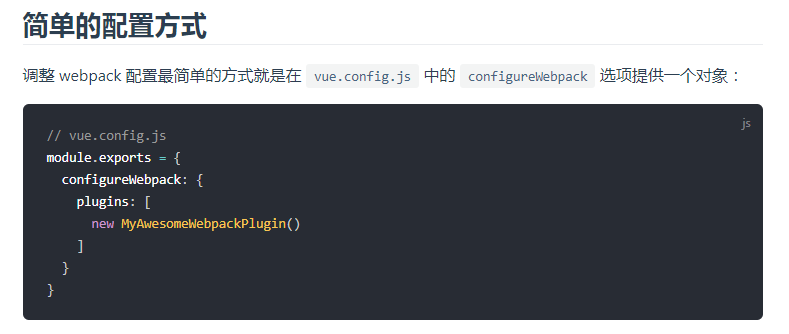 简单的配置方式
调整 webpack 配置最简单的方式就是在 vue.config.js 中的 configureWebpack 选项提供一个对象：
js
// vue.config.js
module.exports = {
  configureWebpack: {
    plugins: [
      new MyAwesomeWebpackPlugin()
    ]
  }
}